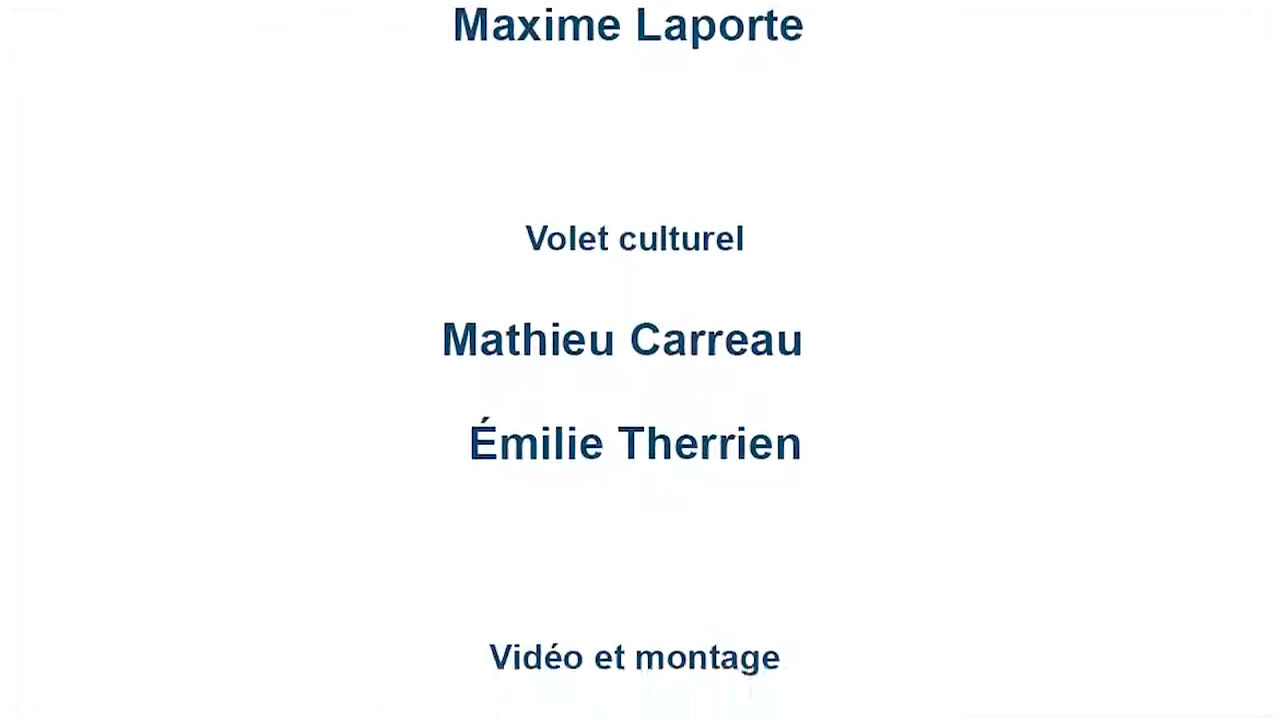 Maxime Laporte
Volet culturel
Mathieu Carreau
Émilie Therrien
Vidéo et montage